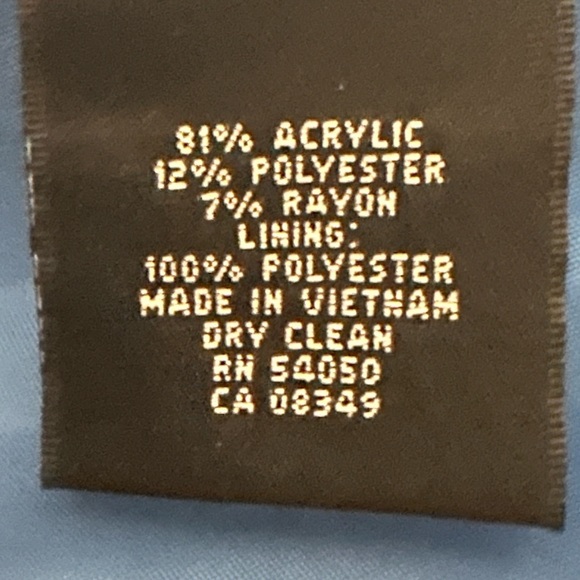 81% ACRYLIC
12% POLYESTER
7% RAYON
LINING:
100% POLYESTER
MADE IN VIETNAM
DRY CLEAN
RN 54050
CA 08349